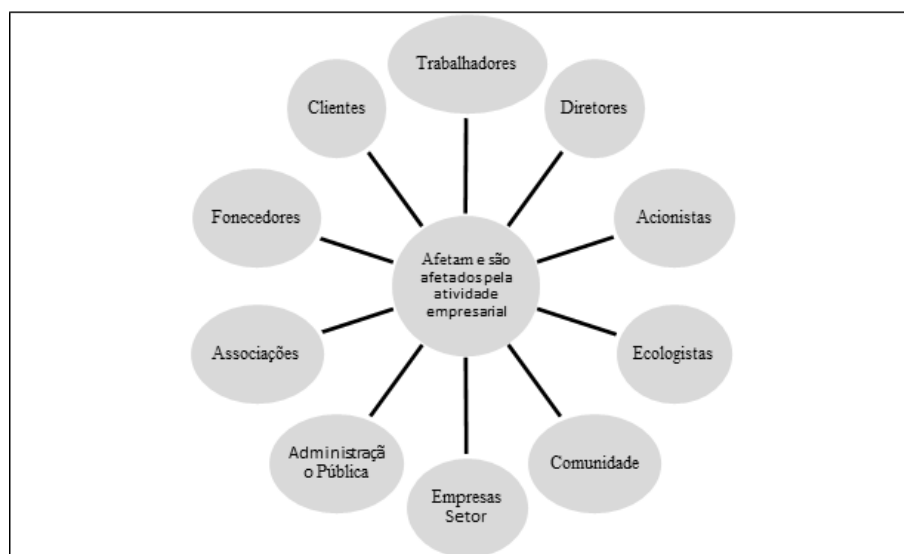 Trabalhadores
Diretores
Acionistas
Ecologistas
Comunidade
Empresas
Setor
Administraçã
o Pública
Associações
Fonecedores
Clientes
Afetam e são
afetados pela
atividade
empresarial